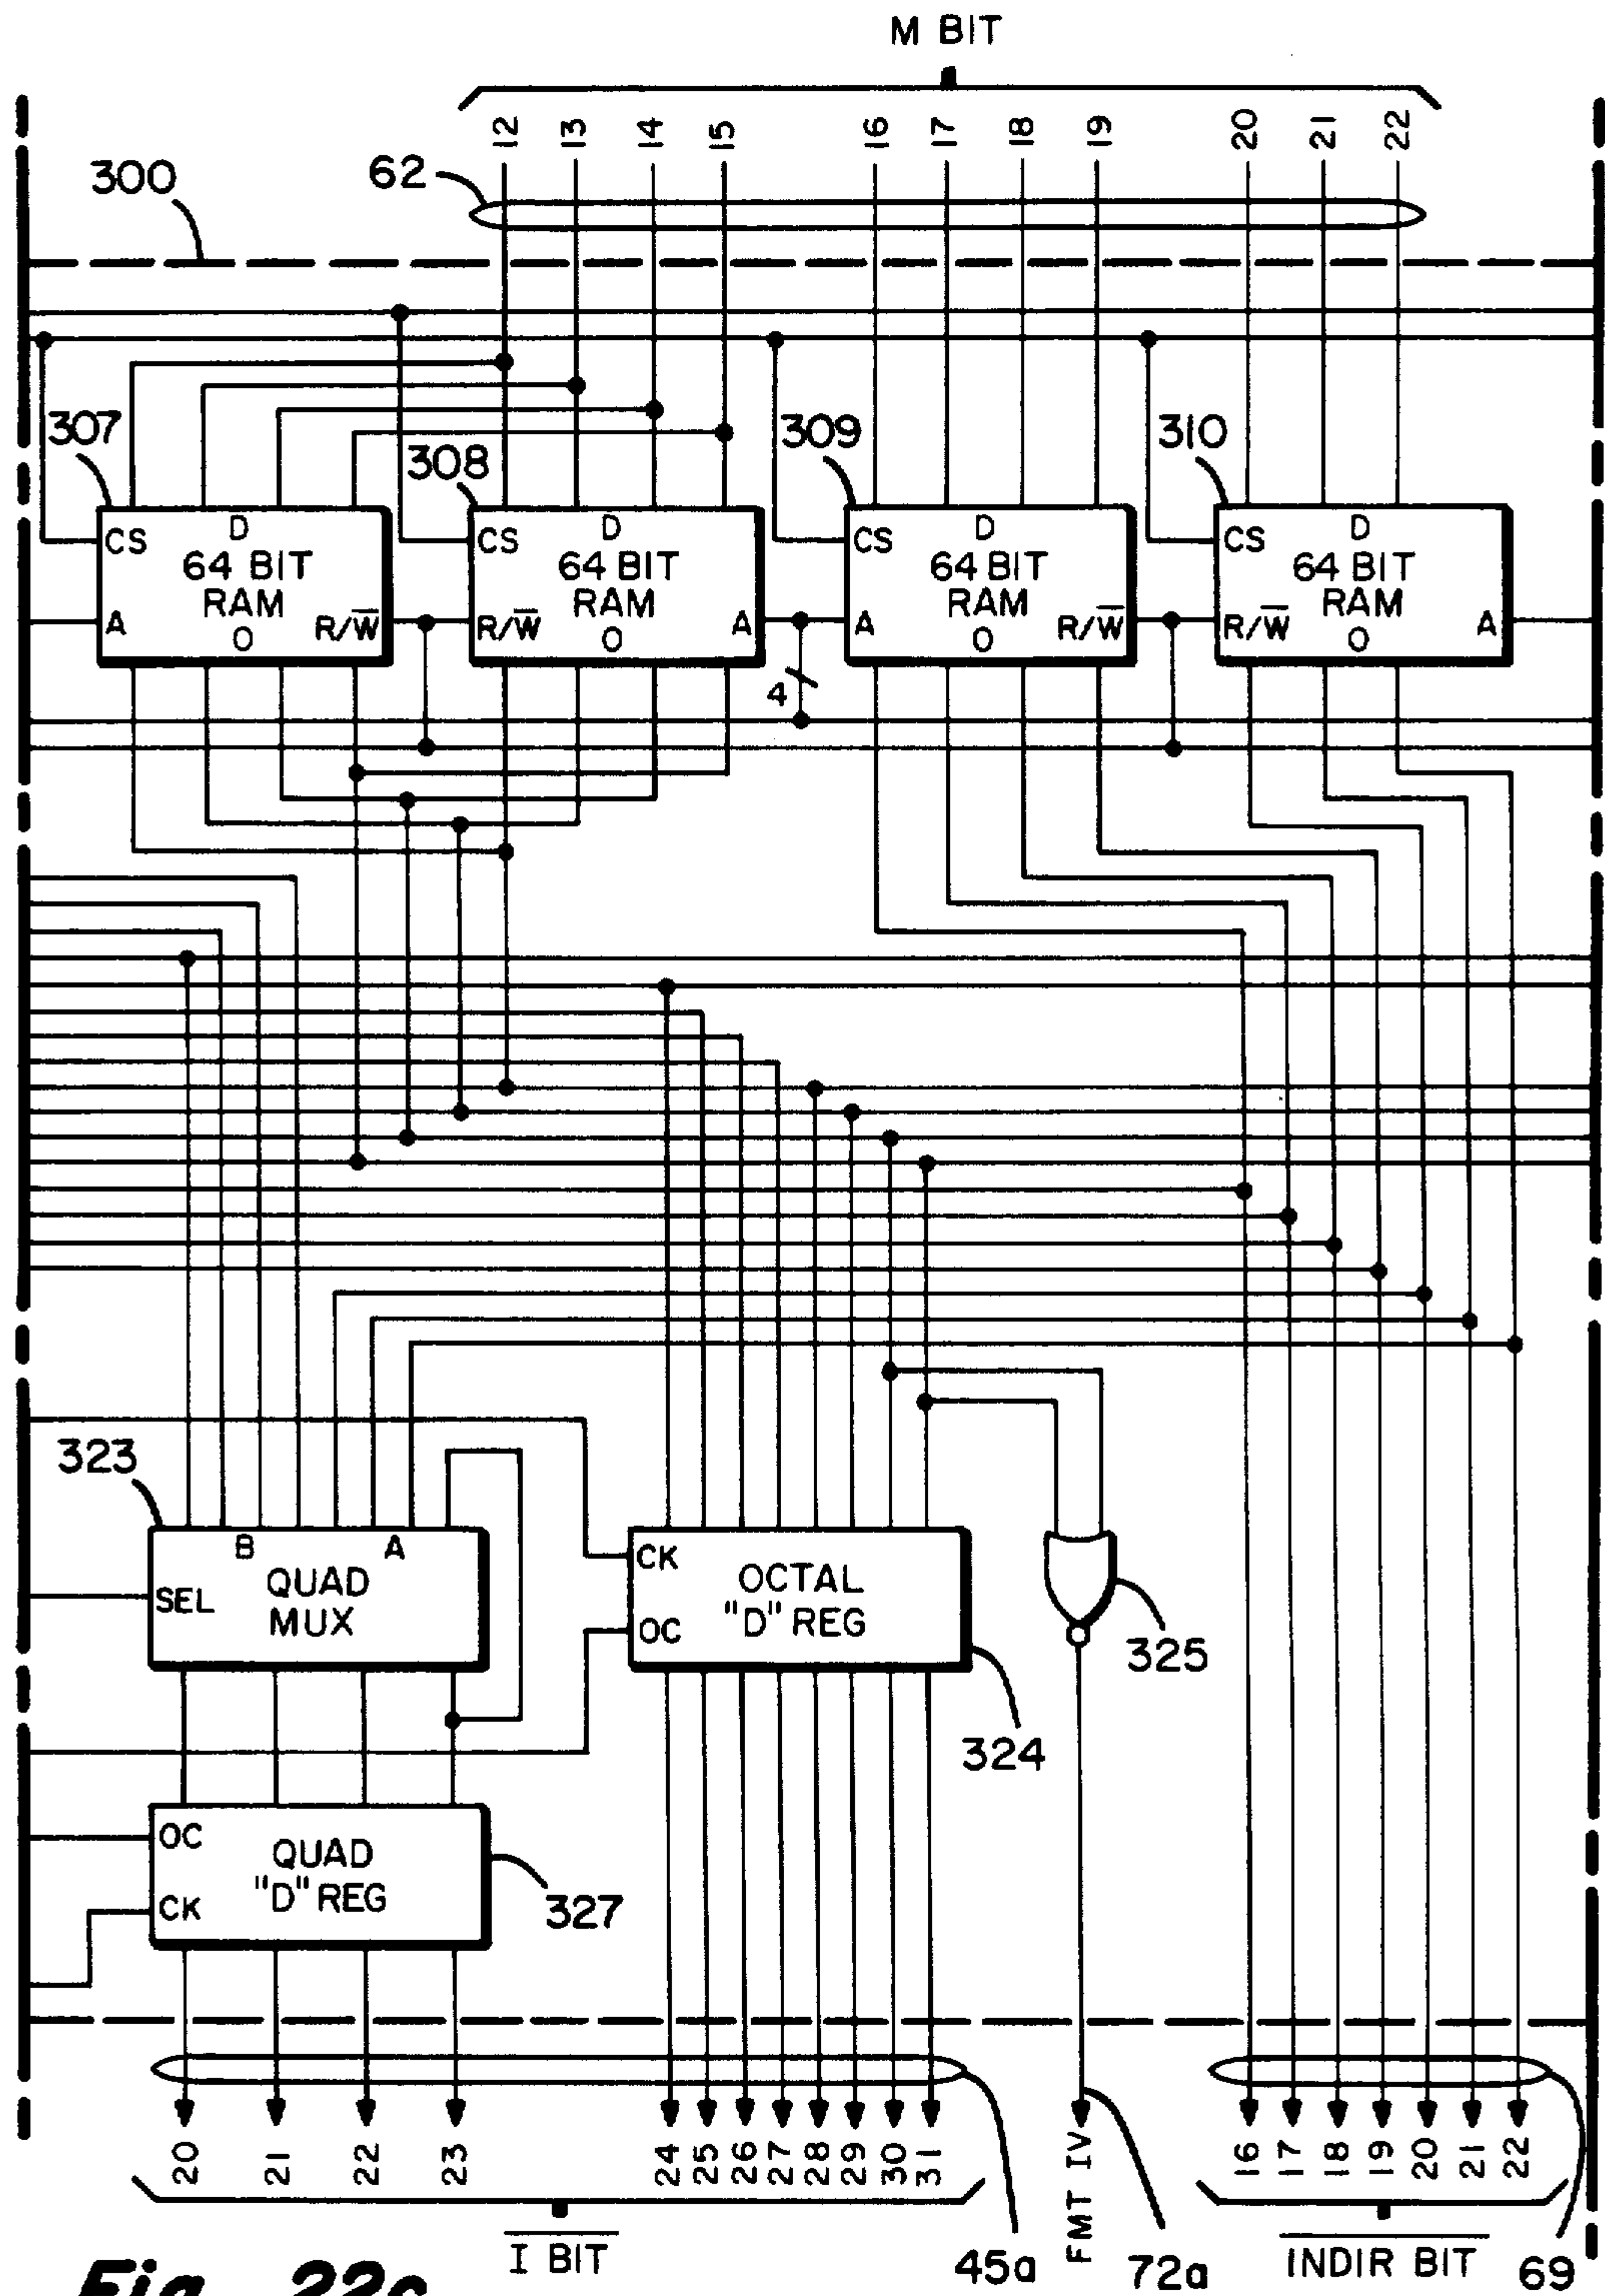 M BIT
12 13 14 15 16 17 18 19 20 21 22
62
300
307
308
309
310
CS D
64 BIT
RAM
A O R/W̅
CS D
64 BIT
RAM
R/W̅ O A
CS D
64 BIT
RAM
A O R/W̅
CS D
64 BIT
RAM
R/W̅ O A
4
323
B A
QUAD
SEL
MUX
CK
OCTAL
"D" REG
OC
325
324
OC
QUAD
"D" REG
CK
327
20 21 22 23 24 25 26 27 28 29 30 31
FMT IV
16 17 18 19 20 21 22
I BIT
45a
72a
INDIR BIT
69
Fig. 22c